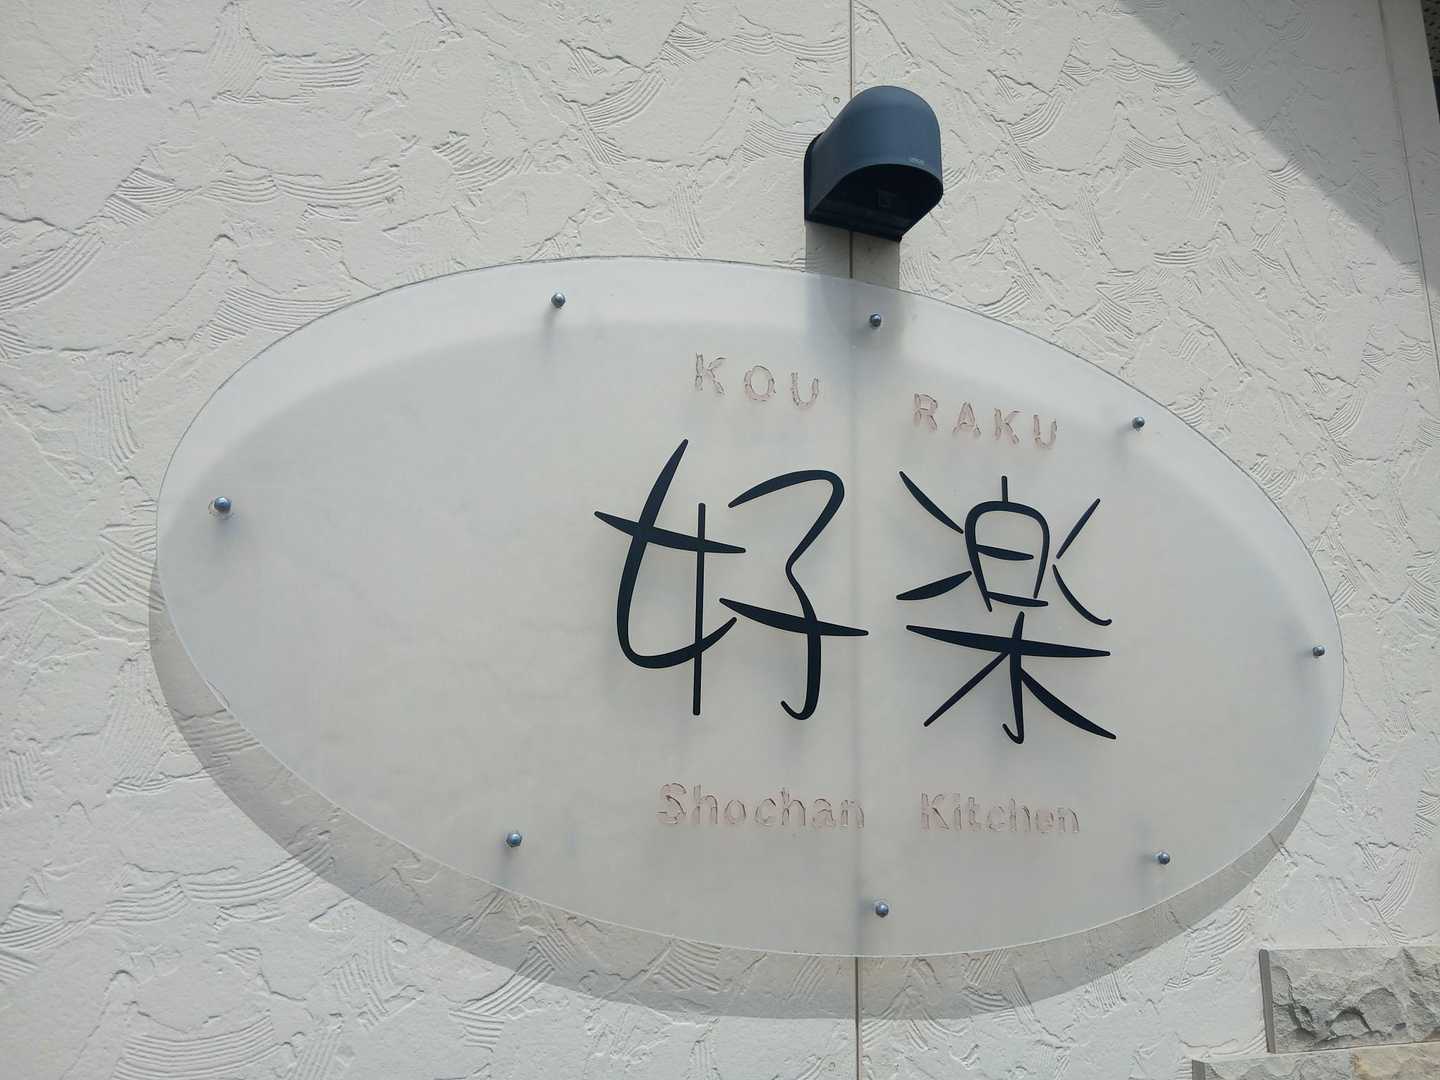 KOU RAKU
好楽
Shochan Kitchen